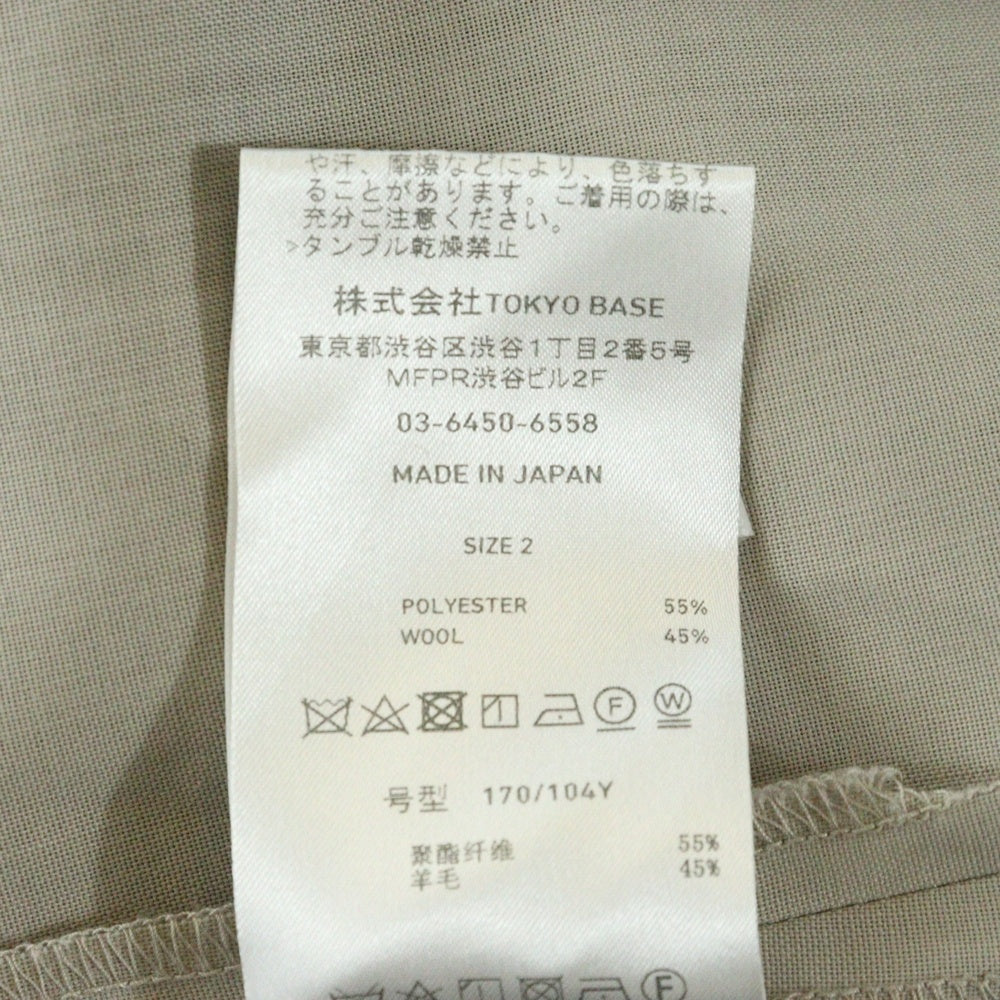 や汗、摩擦などにより、色落ちす
ることがあります。ご着用の際は、
充分ご注意ください。
>タンブル乾燥禁止
株式会社TOKYO BASE
東京都渋谷区渋谷1丁目2番5号
MFPR渋谷ビル2F
03-6450-6558
MADE IN JAPAN
SIZE 2
POLYESTER 55%
WOOL 45%
F W
号型 170/104Y
聚酯纤维 55%
羊毛 45%
F